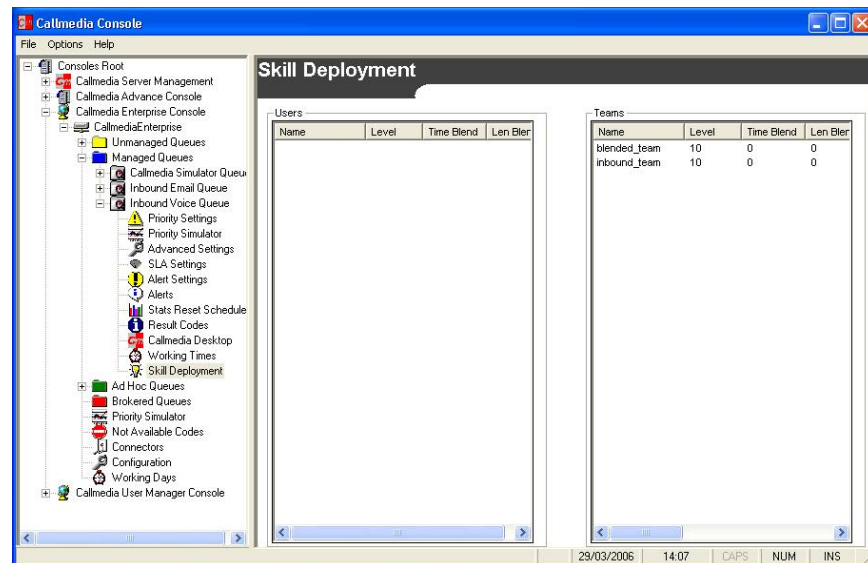 Callmedia Console
File Options Help
Consoles Root
Callmedia Server Management
Callmedia Advance Console
Callmedia Enterprise Console
CallmediaEnterprise
Unmanaged Queues
Managed Queues
Callmedia Simulator Queu
Inbound Email Queue
Inbound Voice Queue
Priority Settings
Priority Simulator
Advanced Settings
SLA Settings
Alert Settings
Alerts
Stats Reset Schedule
Result Codes
Callmedia Desktop
Working Times
Skill Deployment
Ad Hoc Queues
Brokered Queues
Priority Simulator
Not Available Codes
Connectors
Configuration
Working Days
Callmedia User Manager Console
Skill Deployment
Users
Name Level Time Blend Len Bler
Teams
Name Level Time Blend Len Bler
blended_team 10 0 0
inbound_team 10 0 0
29/03/2006 14:07 CAPS NUM INS